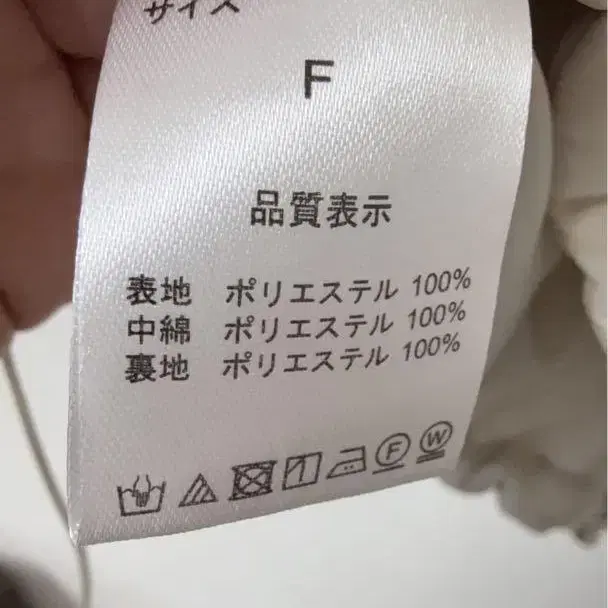 サイズ
F
品質表示
表地 ポリエステル 100%
中綿 ポリエステル 100%
裏地 ポリエステル 100%
F W